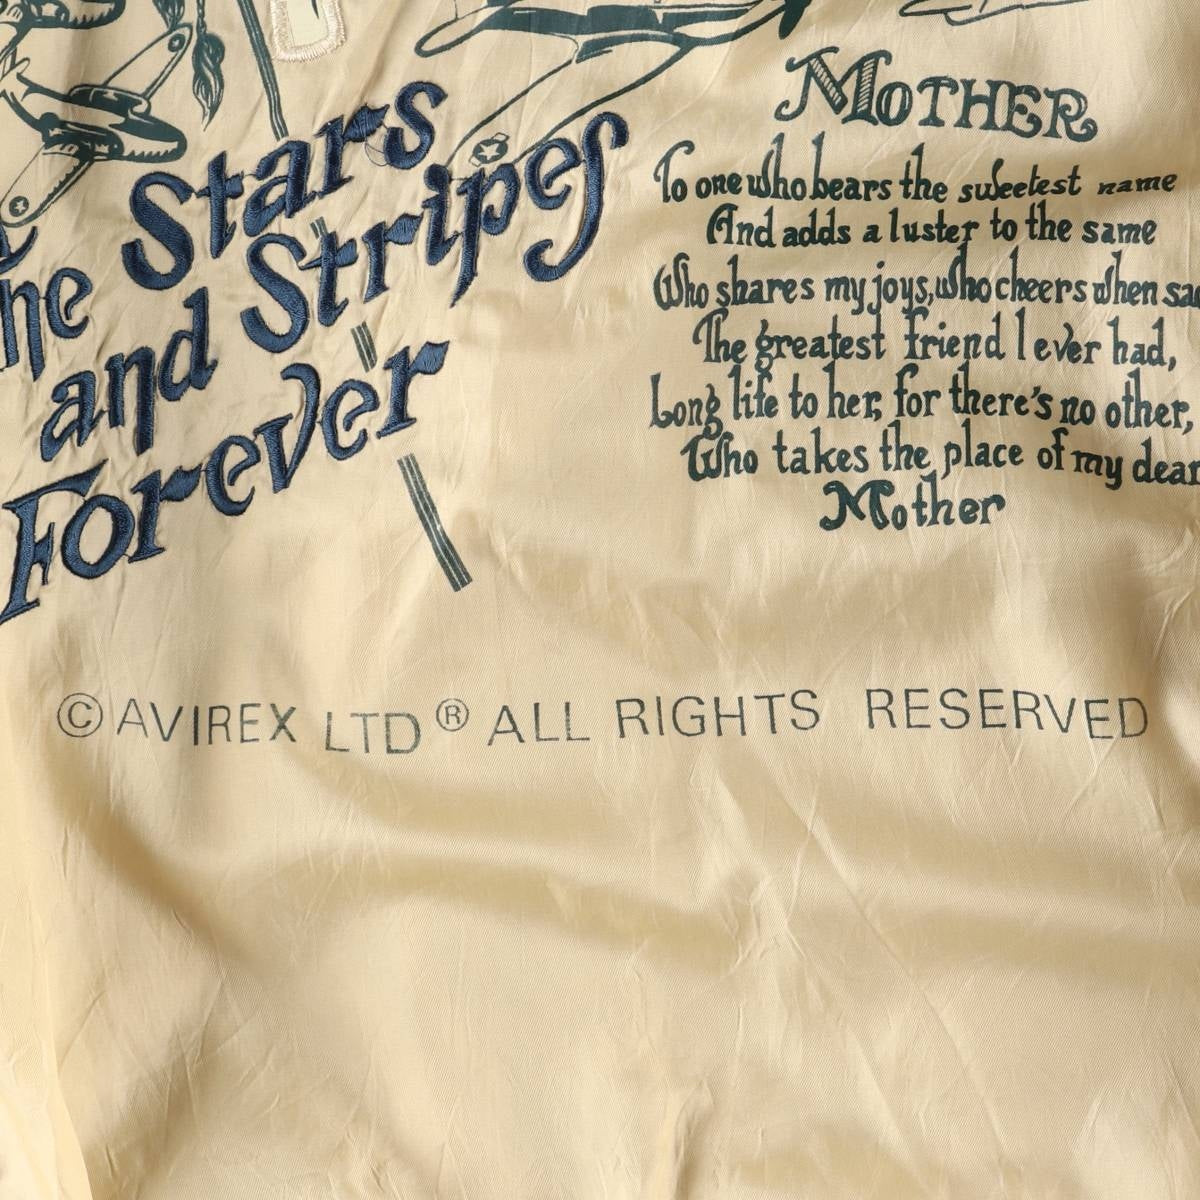 The Stars
and Stripes
Forever
MOTHER
To one who bears the sweetest name
And adds a luster to the same
Who shares my joys, who cheers when sad
The greatest friend I ever had,
Long life to her, for there's no other,
Who takes the place of my dear
Mother
© AVIREX LTD ® ALL RIGHTS RESERVED